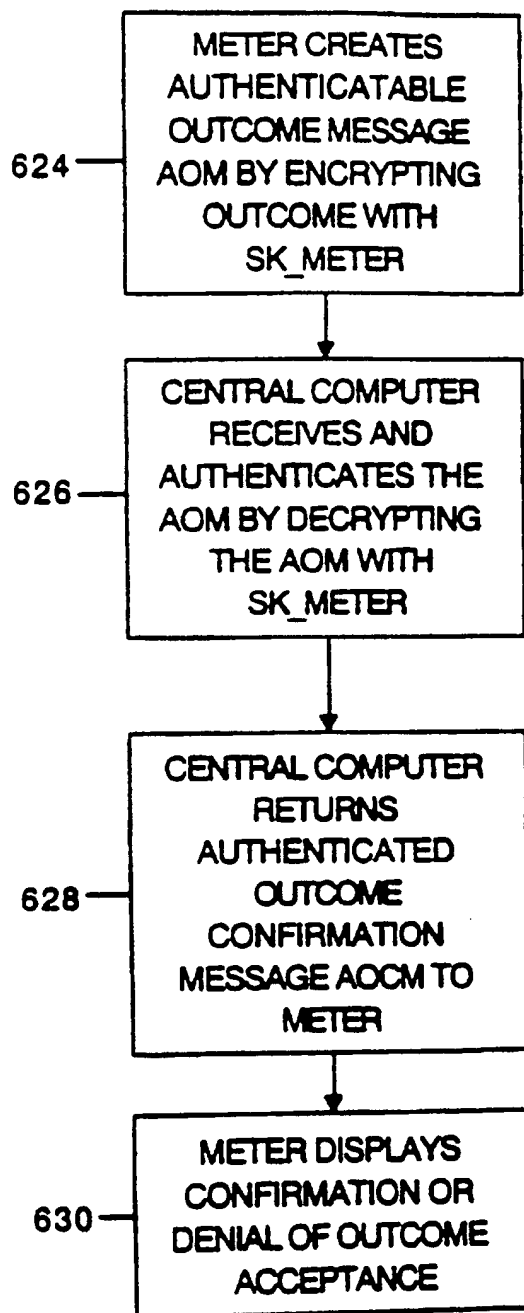 METER CREATES
AUTHENTICATABLE
OUTCOME MESSAGE
624
AOM BY ENCRYPTING
OUTCOME WITH
SK_METER
CENTRAL COMPUTER
RECEIVES AND
AUTHENTICATES THE
626
AOM BY DECRYPTING
THE AOM WITH
SK_METER
CENTRAL COMPUTER
RETURNS
AUTHENTICATED
OUTCOME
628
CONFIRMATION
MESSAGE AOCM TO
METER
METER DISPLAYS
CONFIRMATION OR
630
DENIAL OF OUTCOME
ACCEPTANCE